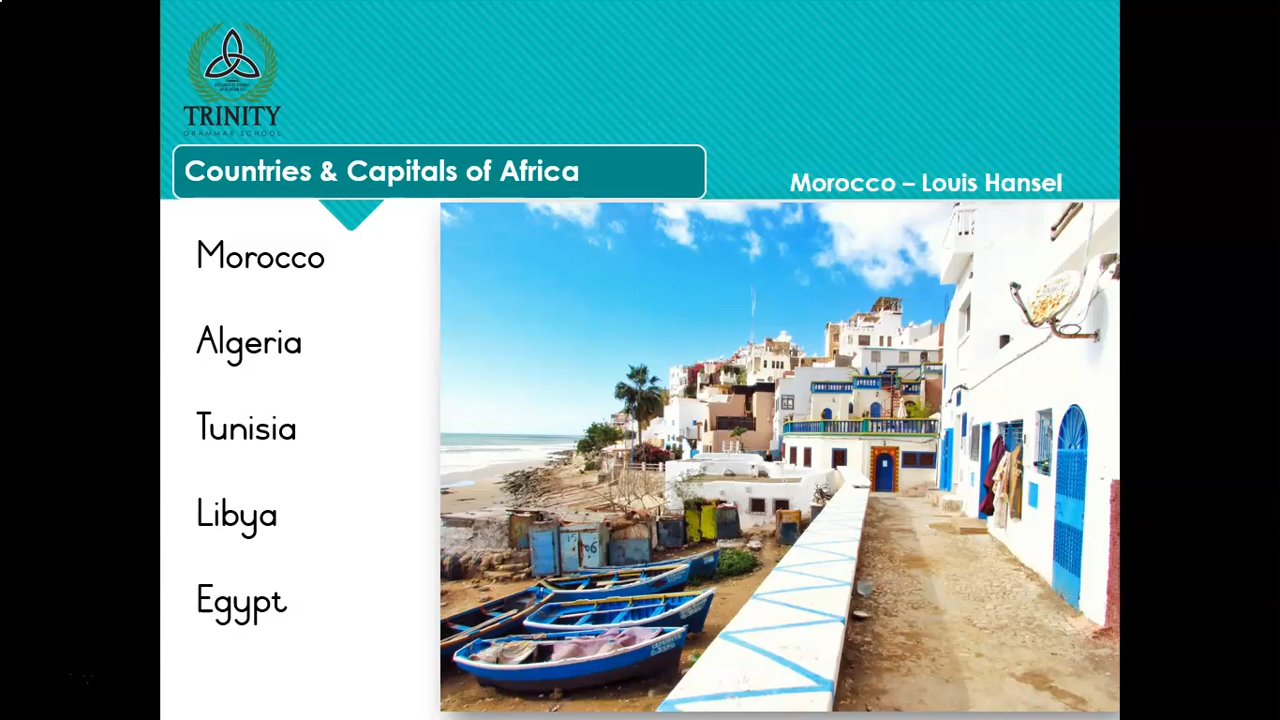 TRINITY
GRAMMAR SCHOOL
Countries & Capitals of Africa
Morocco – Louis Hansel
Morocco
Algeria
Tunisia
Libya
Egypt